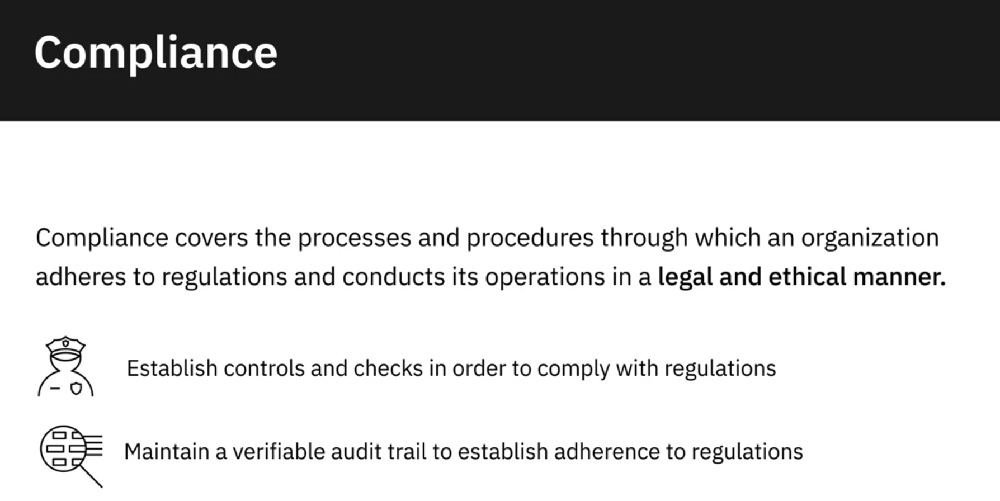 Compliance
Compliance covers the processes and procedures through which an organization
adheres to regulations and conducts its operations in a legal and ethical manner.
Establish controls and checks in order to comply with regulations
Maintain a verifiable audit trail to establish adherence to regulations